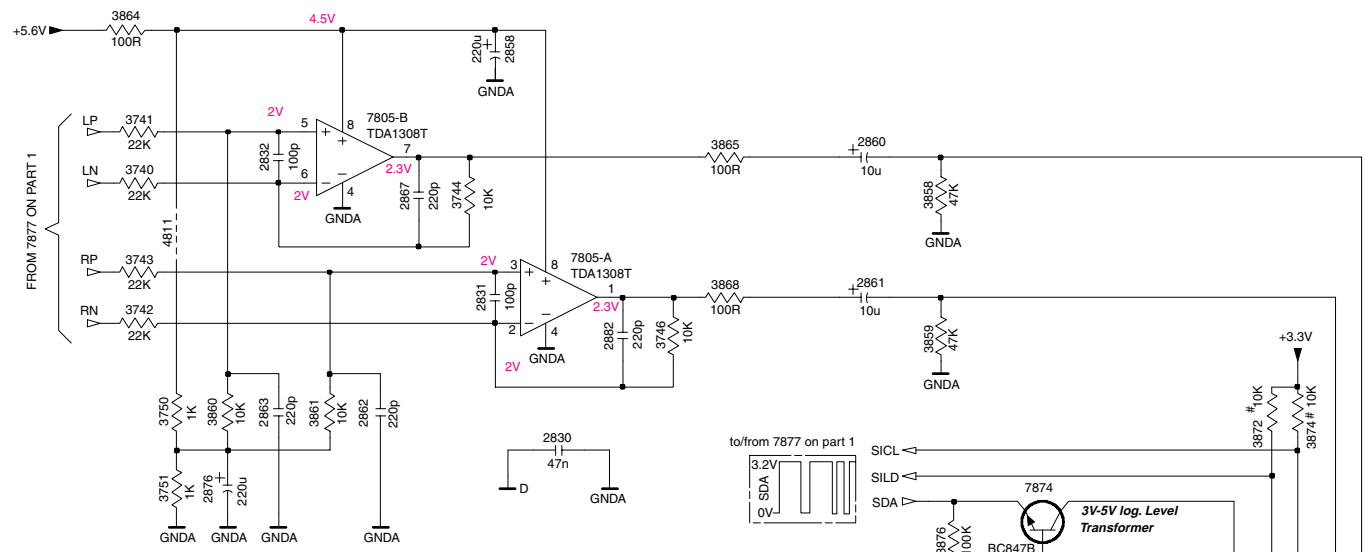 3864
+5.6V
100R
4.5V
220u
+
2858
GNDA
FROM 7877 ON PART 1
LP
3741
22K
2V
5
+
8
+
7805-B
TDA1308T
2832
100p
7
2.3V
LN
3740
22K
6
2V
4
GNDA
2867
220p
3744
10K
3865
100R
+
2860
10u
3858
47K
GNDA
4811
RP
3743
22K
2V
3
+
8
+
7805-A
TDA1308T
2831
100p
1
2.3V
RN
3742
22K
2
4
GNDA
2V
2882
220p
3746
10K
3868
100R
+
2861
10u
3859
47K
GNDA
+3.3V
3750
1K
3860
10K
2863
220p
3861
10K
2862
220p
3872
#
10K
3874
#
10K
3751
1K
2876
+
220u
GNDA
GNDA
GNDA
GNDA
2830
47n
D
GNDA
to/from 7877 on part 1
3.2V
SDA
0V
SICL
SILD
SDA
7874
3V-5V log. Level
Transformer
3876
100K
BC847B